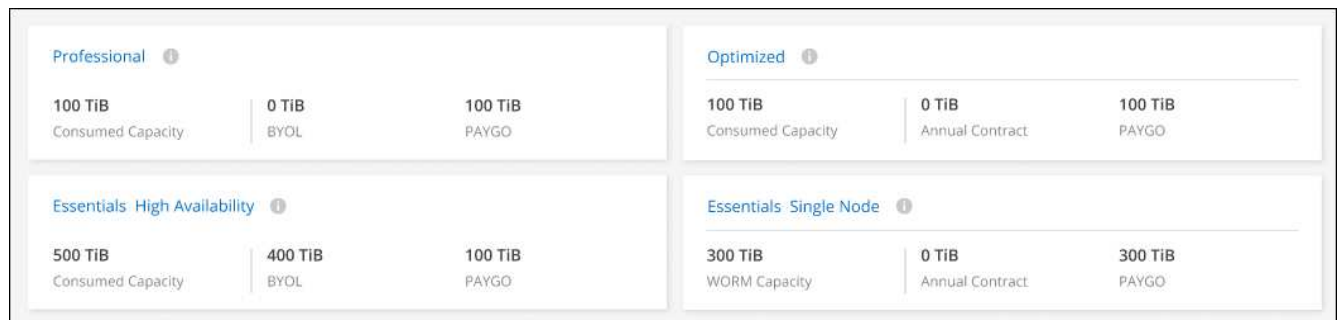 Professional
100 TiB 0 TiB 100 TiB
Consumed Capacity BYOL PAYGO
Optimized
100 TiB 0 TiB 100 TiB
Consumed Capacity Annual Contract PAYGO
Essentials High Availability
500 TiB 400 TiB 100 TiB
Consumed Capacity BYOL PAYGO
Essentials Single Node
300 TiB 0 TiB 300 TiB
WORM Capacity Annual Contract PAYGO